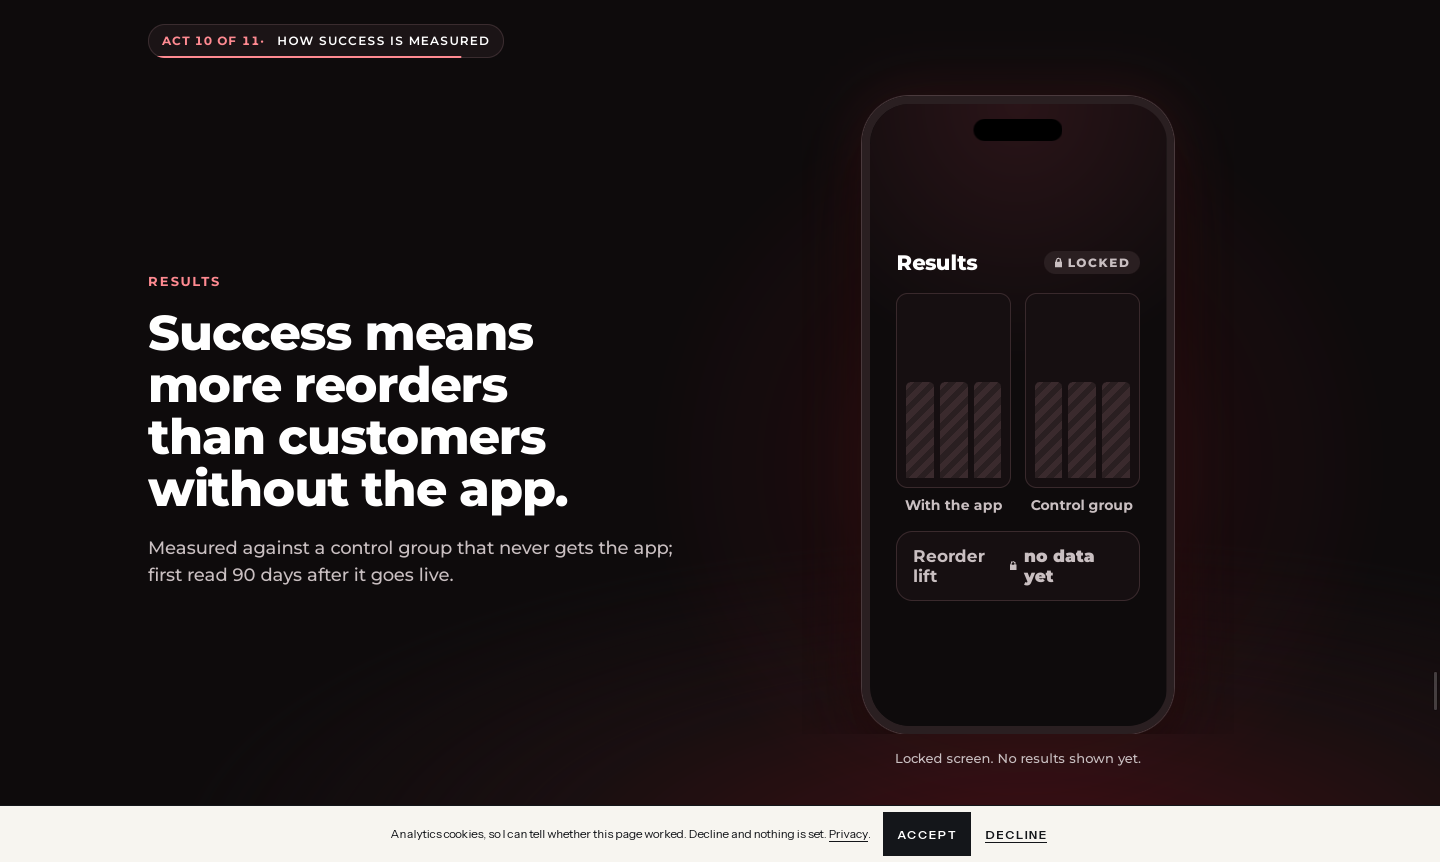 ACT 10 OF 11· HOW SUCCESS IS MEASURED
RESULTS
Success means
more reorders
than customers
without the app.
Measured against a control group that never gets the app;
first read 90 days after it goes live.
Results
LOCKED
With the app
Control group
Reorder
lift
no data
yet
Locked screen. No results shown yet.
Analytics cookies, so I can tell whether this page worked. Decline and nothing is set. Privacy.
ACCEPT
DECLINE